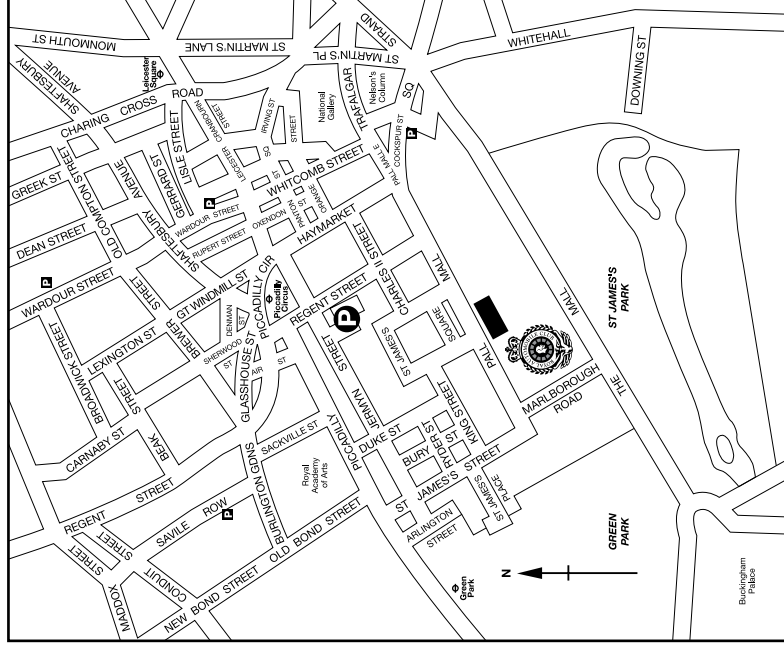 MONMOUTH ST
ST MARTIN'S LANE
ST MARTIN'S PL
STRAND
WHITEHALL
DOWNING ST
SHAFTESBURY
AVENUE
Leicester
Square
CHARING CROSS ROAD
CRANBOURN
STREET
IRVING ST
STREET
National
Gallery
TRAFALGAR
SQ
Nelson's
Column
COCKSPUR ST
PALL MALL E
P
GREEK ST
OLD COMPTON STREET
AVENUE
GERRARD ST
LISLE STREET
LEICESTER
SQ
ST
WHITCOMB STREET
P
WARDOUR STREET
RUPERT STREET
OXENDON
ST
PANTON
ORANGE
HAYMARKET
DEAN STREET
SHAFTESBURY
P
WARDOUR STREET
STREET
GT WINDMILL ST
PICCADILLY CIR
Piccadilly
Circus
REGENT STREET
CHARLES II STREET
MALL
MALL
BROADWICK STREET
LEXINGTON ST
BREWER
DENMAN
ST
SHERWOOD
ST
GLASSHOUSE ST
AIR
ST
P
STREET
ST JAMES'S
SQUARE
PALL
ST JAMES'S
PARK
CARNABY ST
STREET
BEAK
SACKVILLE ST
PICCADILLY
JERMYN
DUKE ST
BURY
ST
RYDER ST
KING STREET
MARLBOROUGH
ROAD
THE
REGENT
STREET
SAVILE ROW
P
BURLINGTON GDNS
Royal
Academy
of Arts
ST JAMES'S STREET
ST JAMES'S
PLACE
ARLINGTON
STREET
MADDOX
STREET
CONDUIT
STREET
NEW BOND STREET
OLD BOND STREET
Green
Park
N
GREEN
PARK
Buckingham
Palace